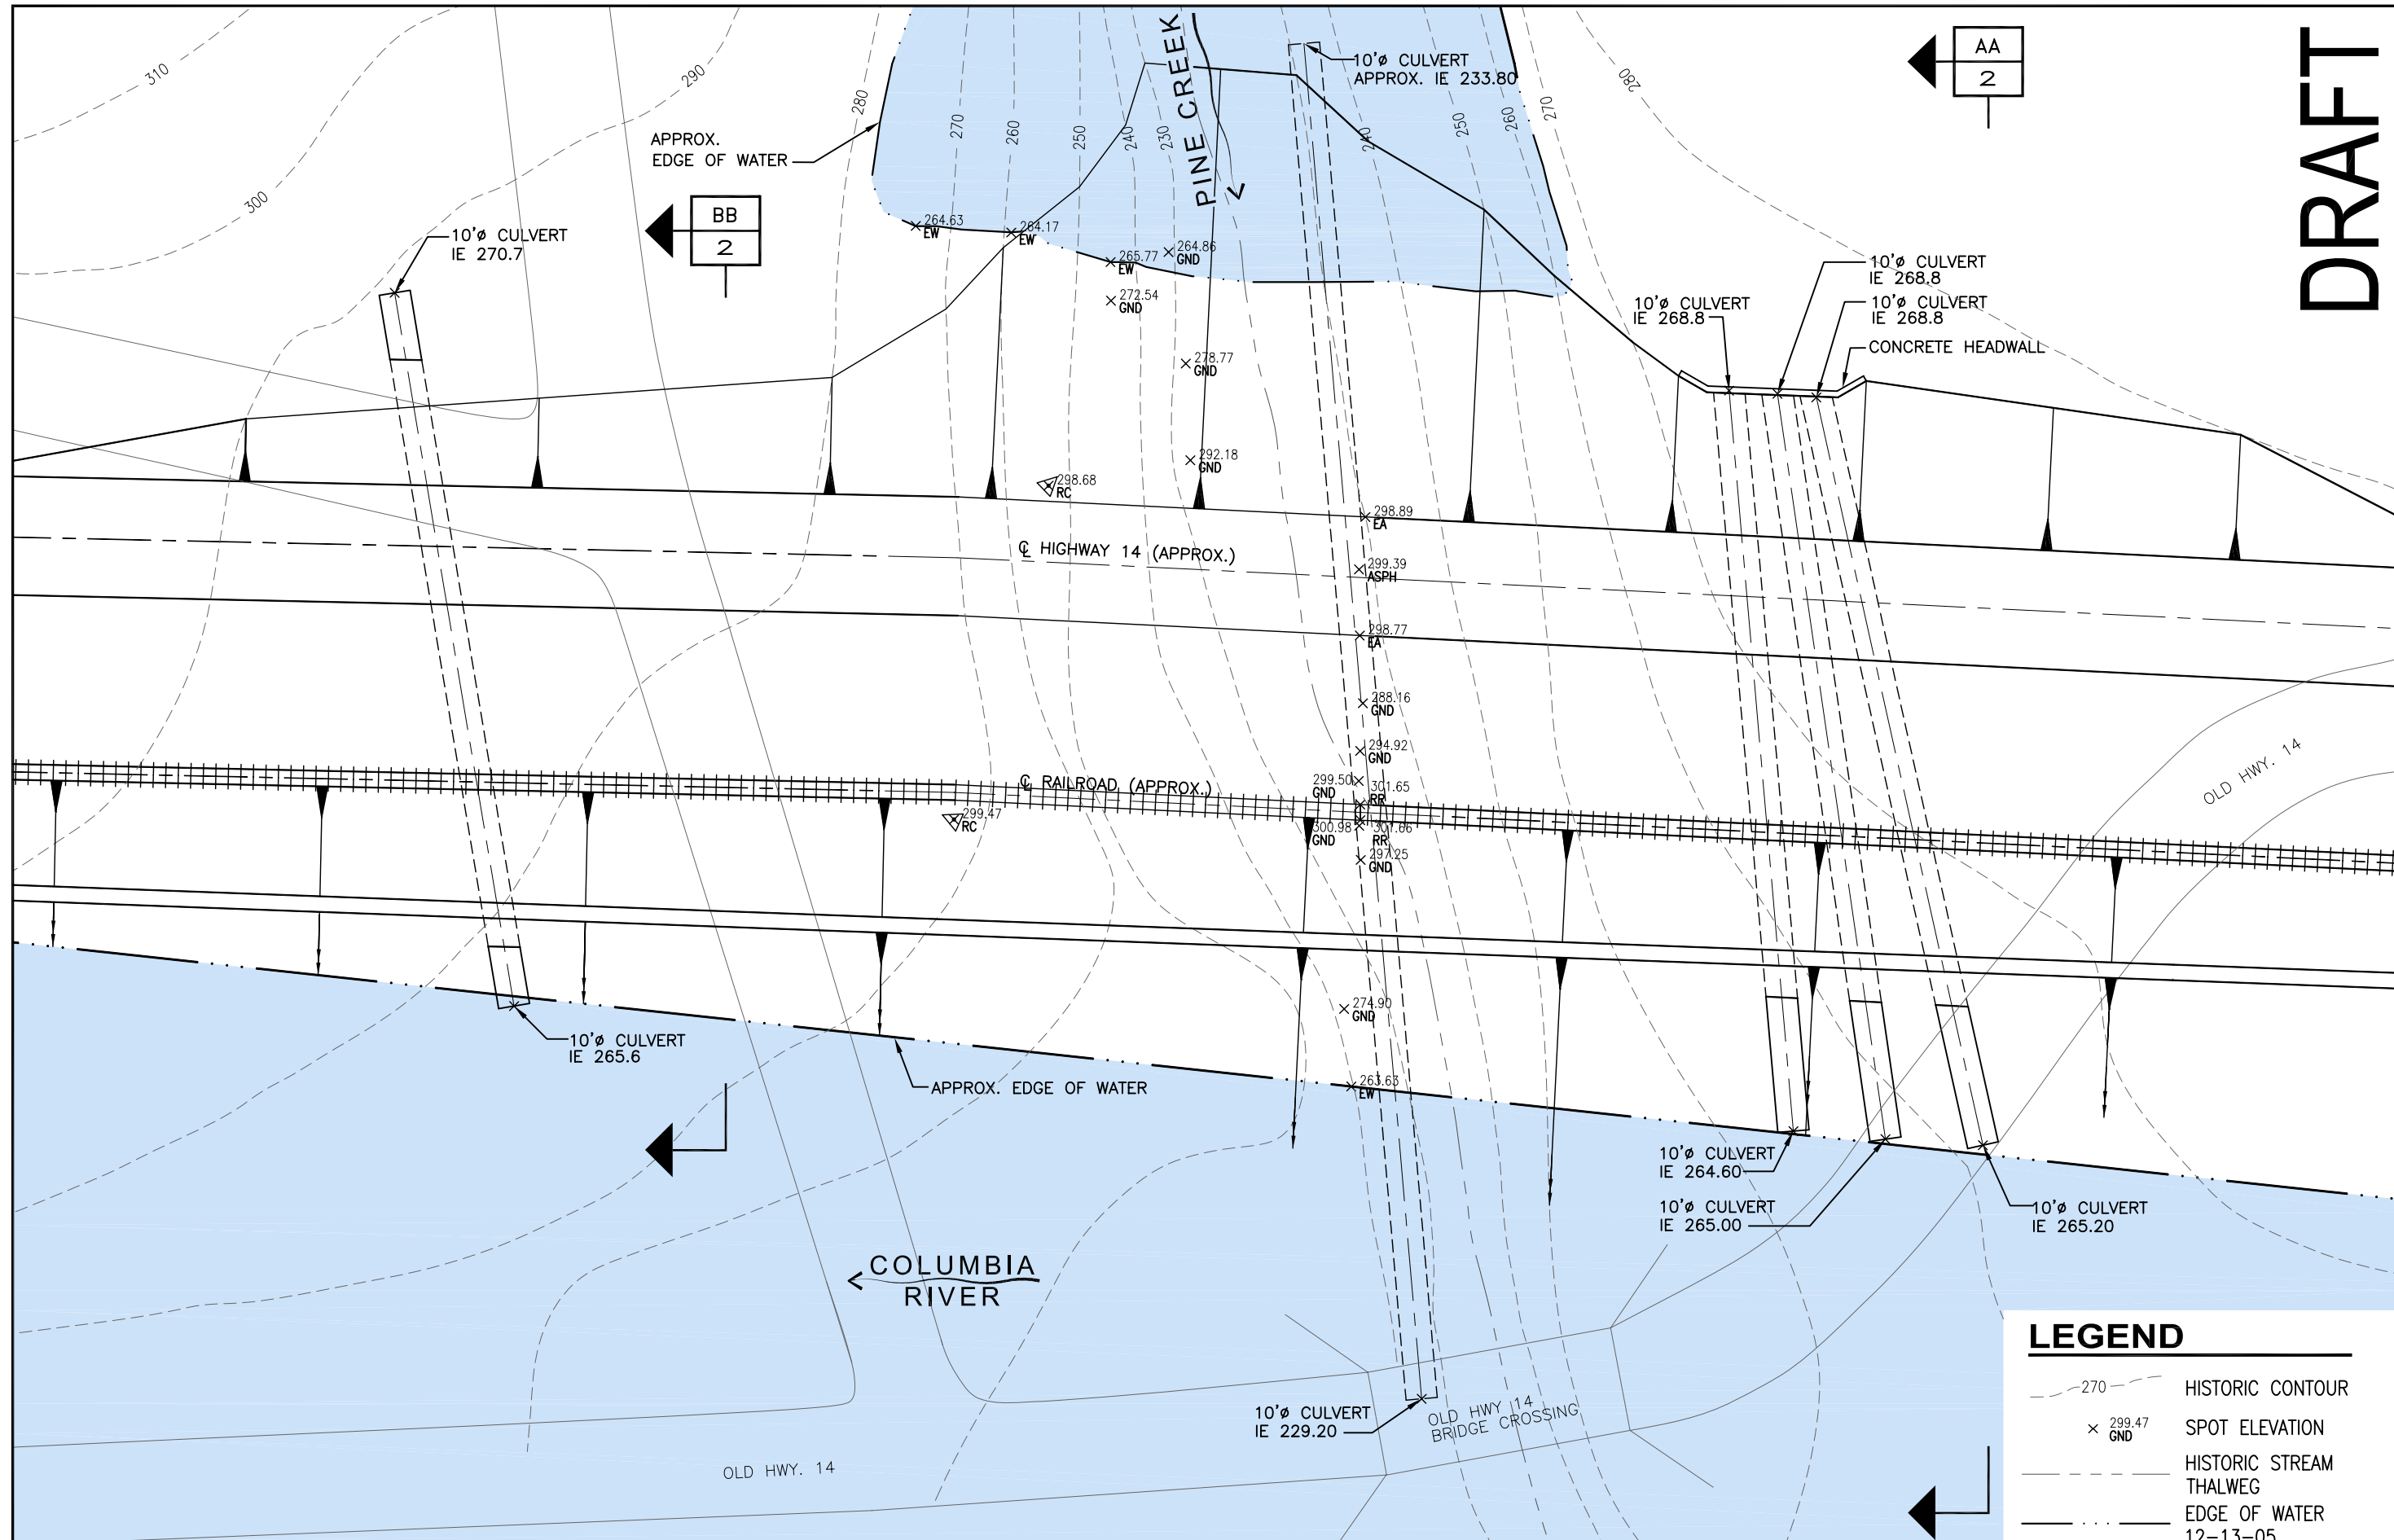 310
290
280
270
260
250
240
230
PINE CREEK
10'ø CULVERT
APPROX. IE 233.80
240
250
260
270
280
AA
2
DRAFT
APPROX.
EDGE OF WATER
300
BB
2
10'ø CULVERT
IE 270.7
264.63
EW
264.17
EW
265.77
EW
264.86
GND
272.54
GND
278.77
GND
292.18
GND
298.68
RC
10'ø CULVERT
IE 268.8
10'ø CULVERT
IE 268.8
10'ø CULVERT
IE 268.8
CONCRETE HEADWALL
298.89
EA
℄ HIGHWAY 14 (APPROX.)
299.39
ASPH
298.77
EA
288.16
GND
294.92
GND
299.50
GND
301.65
RR
℄ RAILROAD (APPROX.)
299.47
RC
300.98
GND
301.66
RR
297.25
GND
OLD HWY. 14
274.90
GND
263.63
EW
10'ø CULVERT
IE 265.6
APPROX. EDGE OF WATER
10'ø CULVERT
IE 264.60
10'ø CULVERT
IE 265.00
10'ø CULVERT
IE 265.20
COLUMBIA
RIVER
10'ø CULVERT
IE 229.20
OLD HWY 14
BRIDGE CROSSING
OLD HWY. 14
LEGEND
270
HISTORIC CONTOUR
299.47
GND
SPOT ELEVATION
HISTORIC STREAM
THALWEG
EDGE OF WATER
12-13-05